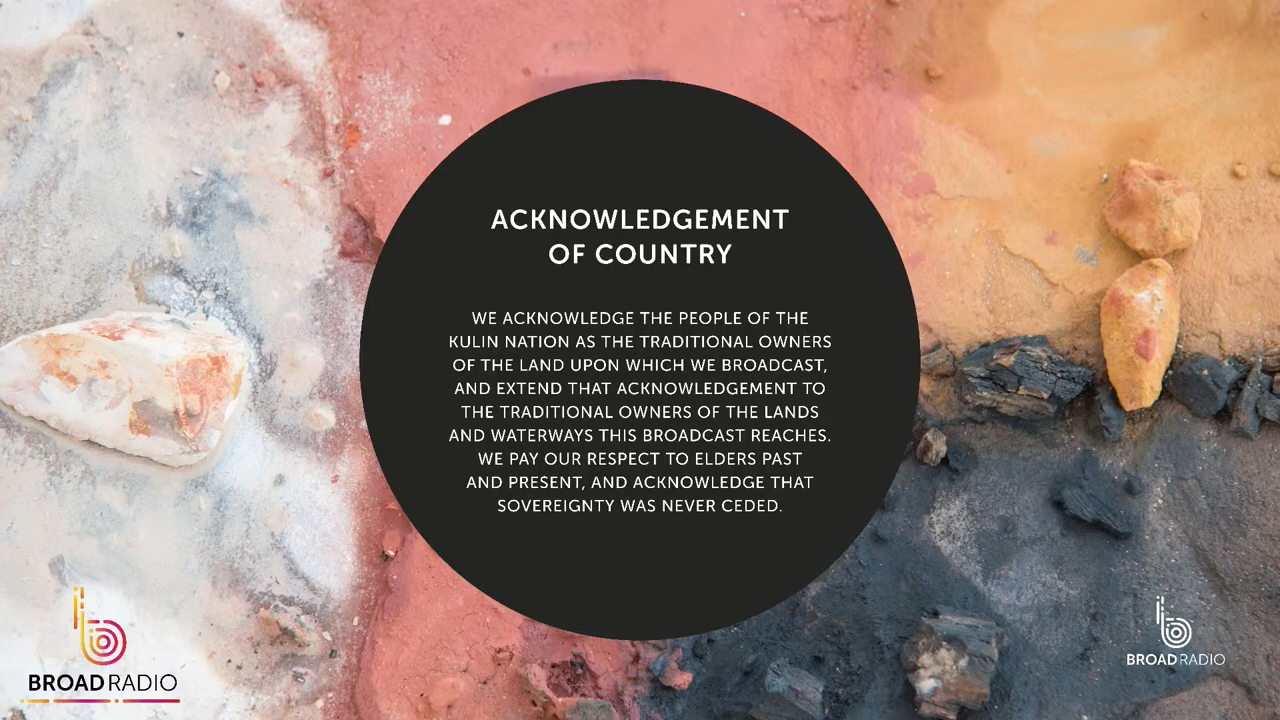 ACKNOWLEDGEMENT
OF COUNTRY
WE ACKNOWLEDGE THE PEOPLE OF THE
KULIN NATION AS THE TRADITIONAL OWNERS
OF THE LAND UPON WHICH WE BROADCAST,
AND EXTEND THAT ACKNOWLEDGEMENT TO
THE TRADITIONAL OWNERS OF THE LANDS
AND WATERWAYS THIS BROADCAST REACHES.
WE PAY OUR RESPECT TO ELDERS PAST
AND PRESENT, AND ACKNOWLEDGE THAT
SOVEREIGNTY WAS NEVER CEDED.
BROADRADIO
BROADRADIO